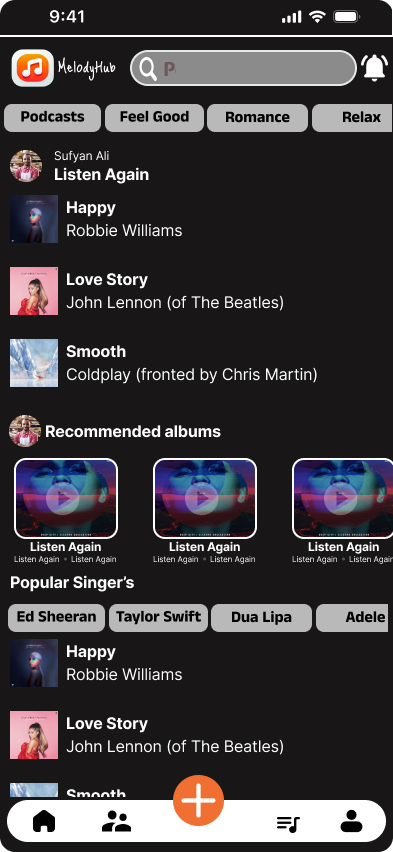 9:41
MelodyHub
P
Podcasts
Feel Good
Romance
Relax
Sufyan Ali
Listen Again
Happy
Robbie Williams
Love Story
John Lennon (of The Beatles)
Smooth
Coldplay (fronted by Chris Martin)
Recommended albums
Listen Again
Listen Again • Listen Again
Listen Again
Listen Again • Listen Again
Listen Again
Listen Again • Listen Again
Popular Singer's
Ed Sheeran
Taylor Swift
Dua Lipa
Adele
Happy
Robbie Williams
Love Story
John Lennon (of The Beatles)
Smooth